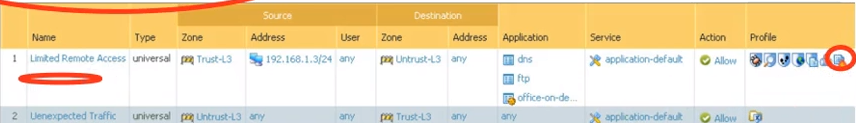 Source Destination
Name Type Zone Address User Zone Address Application Service Action Profile
1 Limited Remote Access universal Trust-L3 192.168.1.3/24 any Untrust-L3 any dns application-default Allow
ftp
office-on-de...
2 Uenexpected Traffic universal Untrust-L3 any any Trust-L3 any any application-default Allow